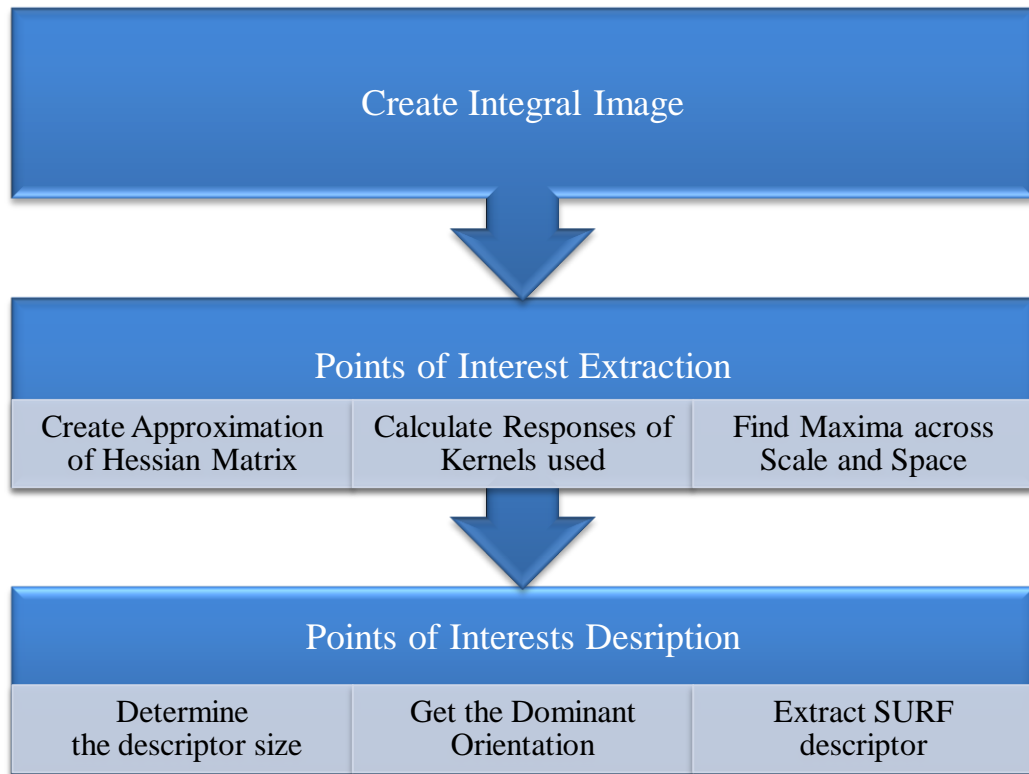 Create Integral Image
Points of Interest Extraction
Create Approximation
of Hessian Matrix
Calculate Responses of
Kernels used
Find Maxima across
Scale and Space
Points of Interests Desription
Determine
the descriptor size
Get the Dominant
Orientation
Extract SURF
descriptor